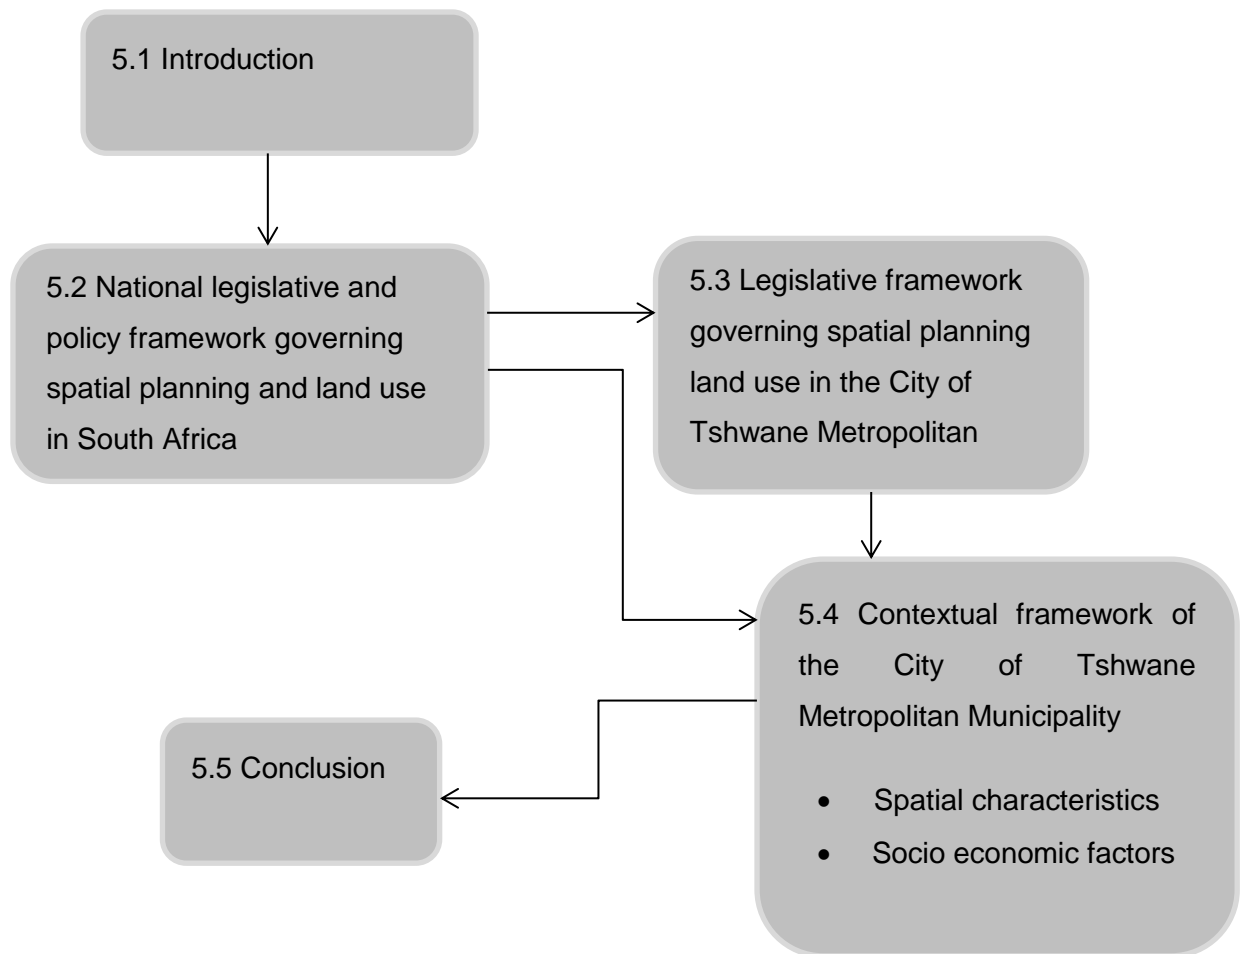 5.1 Introduction
5.2 National legislative and
policy framework governing
spatial planning and land use
in South Africa
5.3 Legislative framework
governing spatial planning
land use in the City of
Tshwane Metropolitan
5.4 Contextual framework of
the City of Tshwane
Metropolitan Municipality
• Spatial characteristics
• Socio economic factors
5.5 Conclusion